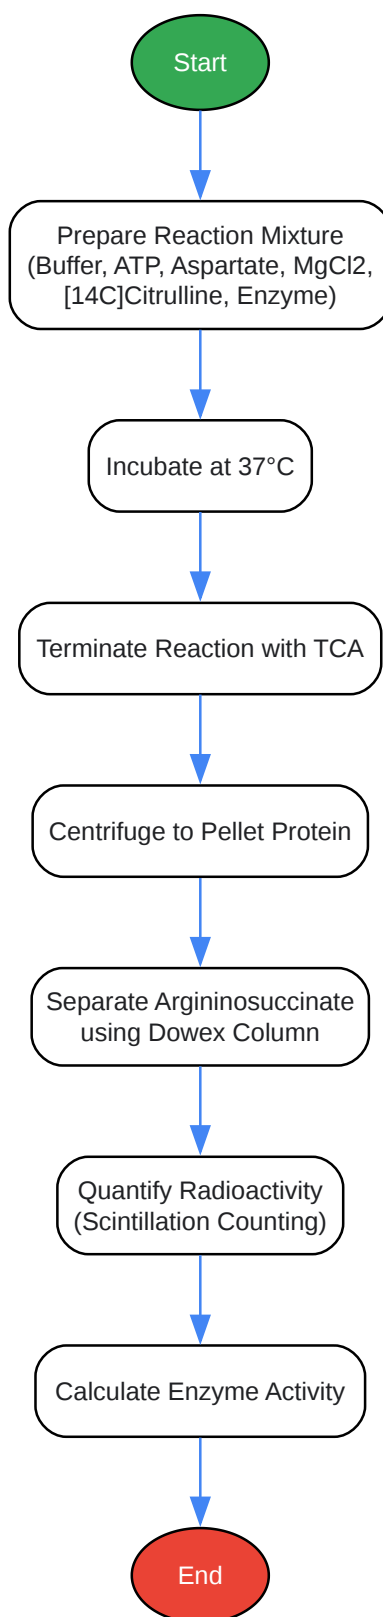 Start
Prepare Reaction Mixture
(Buffer, ATP, Aspartate, MgCl2,
[14C]Citrulline, Enzyme)
Incubate at 37°C
Terminate Reaction with TCA
Centrifuge to Pellet Protein
Separate Argininosuccinate
using Dowex Column
Quantify Radioactivity
(Scintillation Counting)
Calculate Enzyme Activity
End